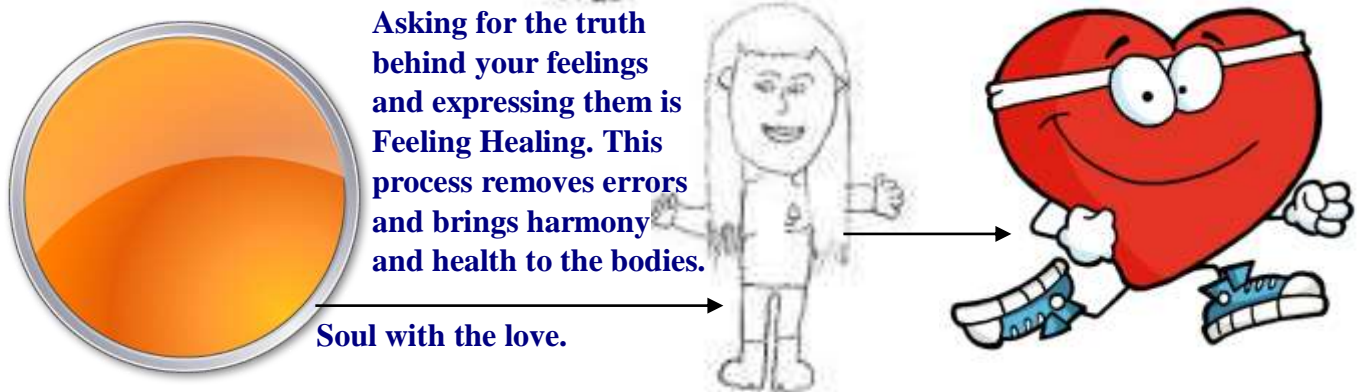 Asking for the truth
behind your feelings
and expressing them is
Feeling Healing. This
process removes errors
and brings harmony
and health to the bodies.
Soul with the love.